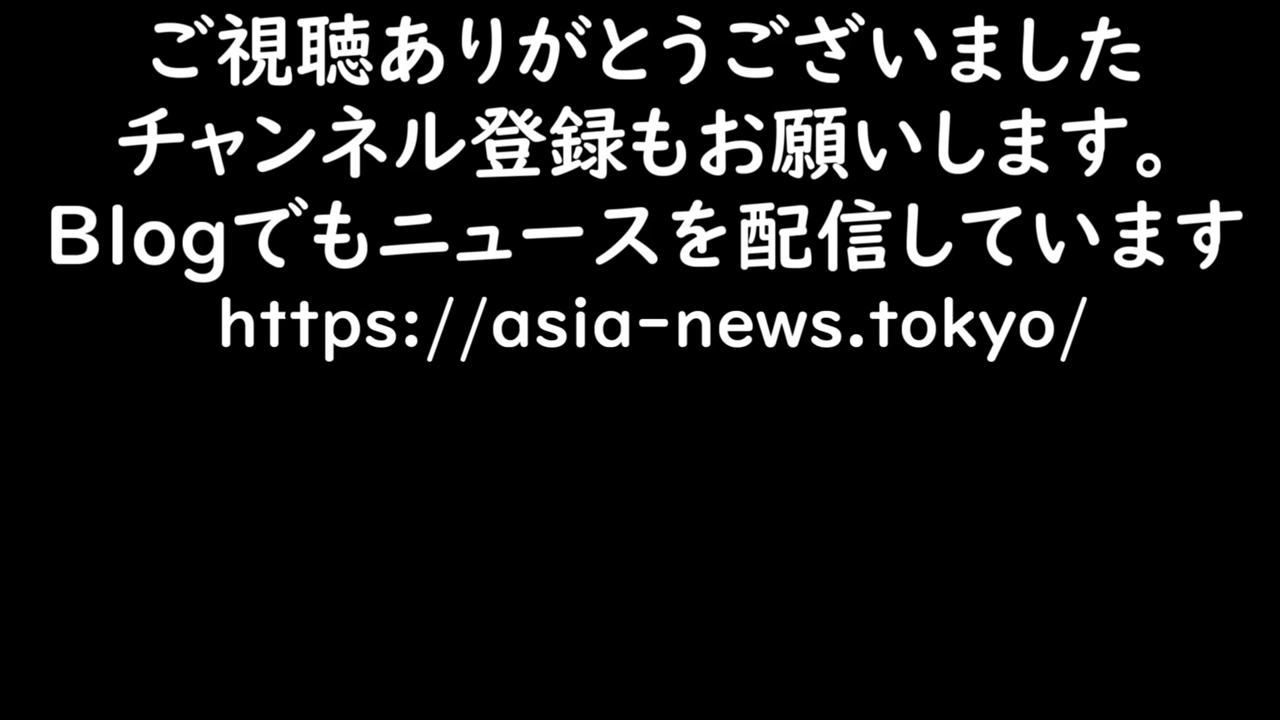 ご視聴ありがとうございました
チャンネル登録もお願いします。
Blogでもニュースを配信しています
https://asia-news.tokyo/